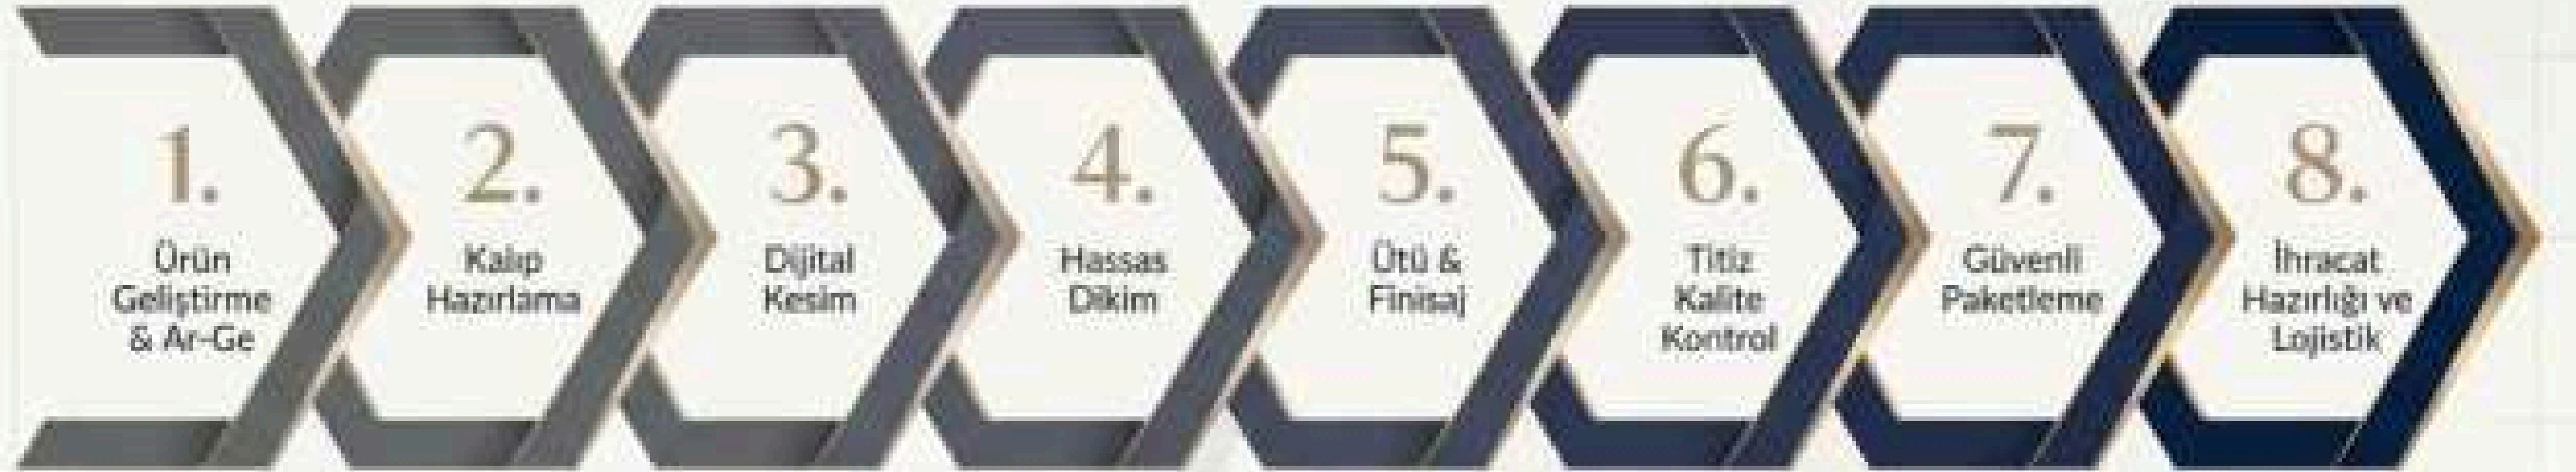 1.
Ürün
Geliştirme
& Ar-Ge
2.
Kalıp
Hazırlama
3.
Dijital
Kesim
4.
Hassas
Dikim
5.
Ütü &
Finisaj
6.
Titiz
Kalite
Kontrol
7.
Güvenli
Paketleme
8.
İhracat
Hazırlığı ve
Lojistik